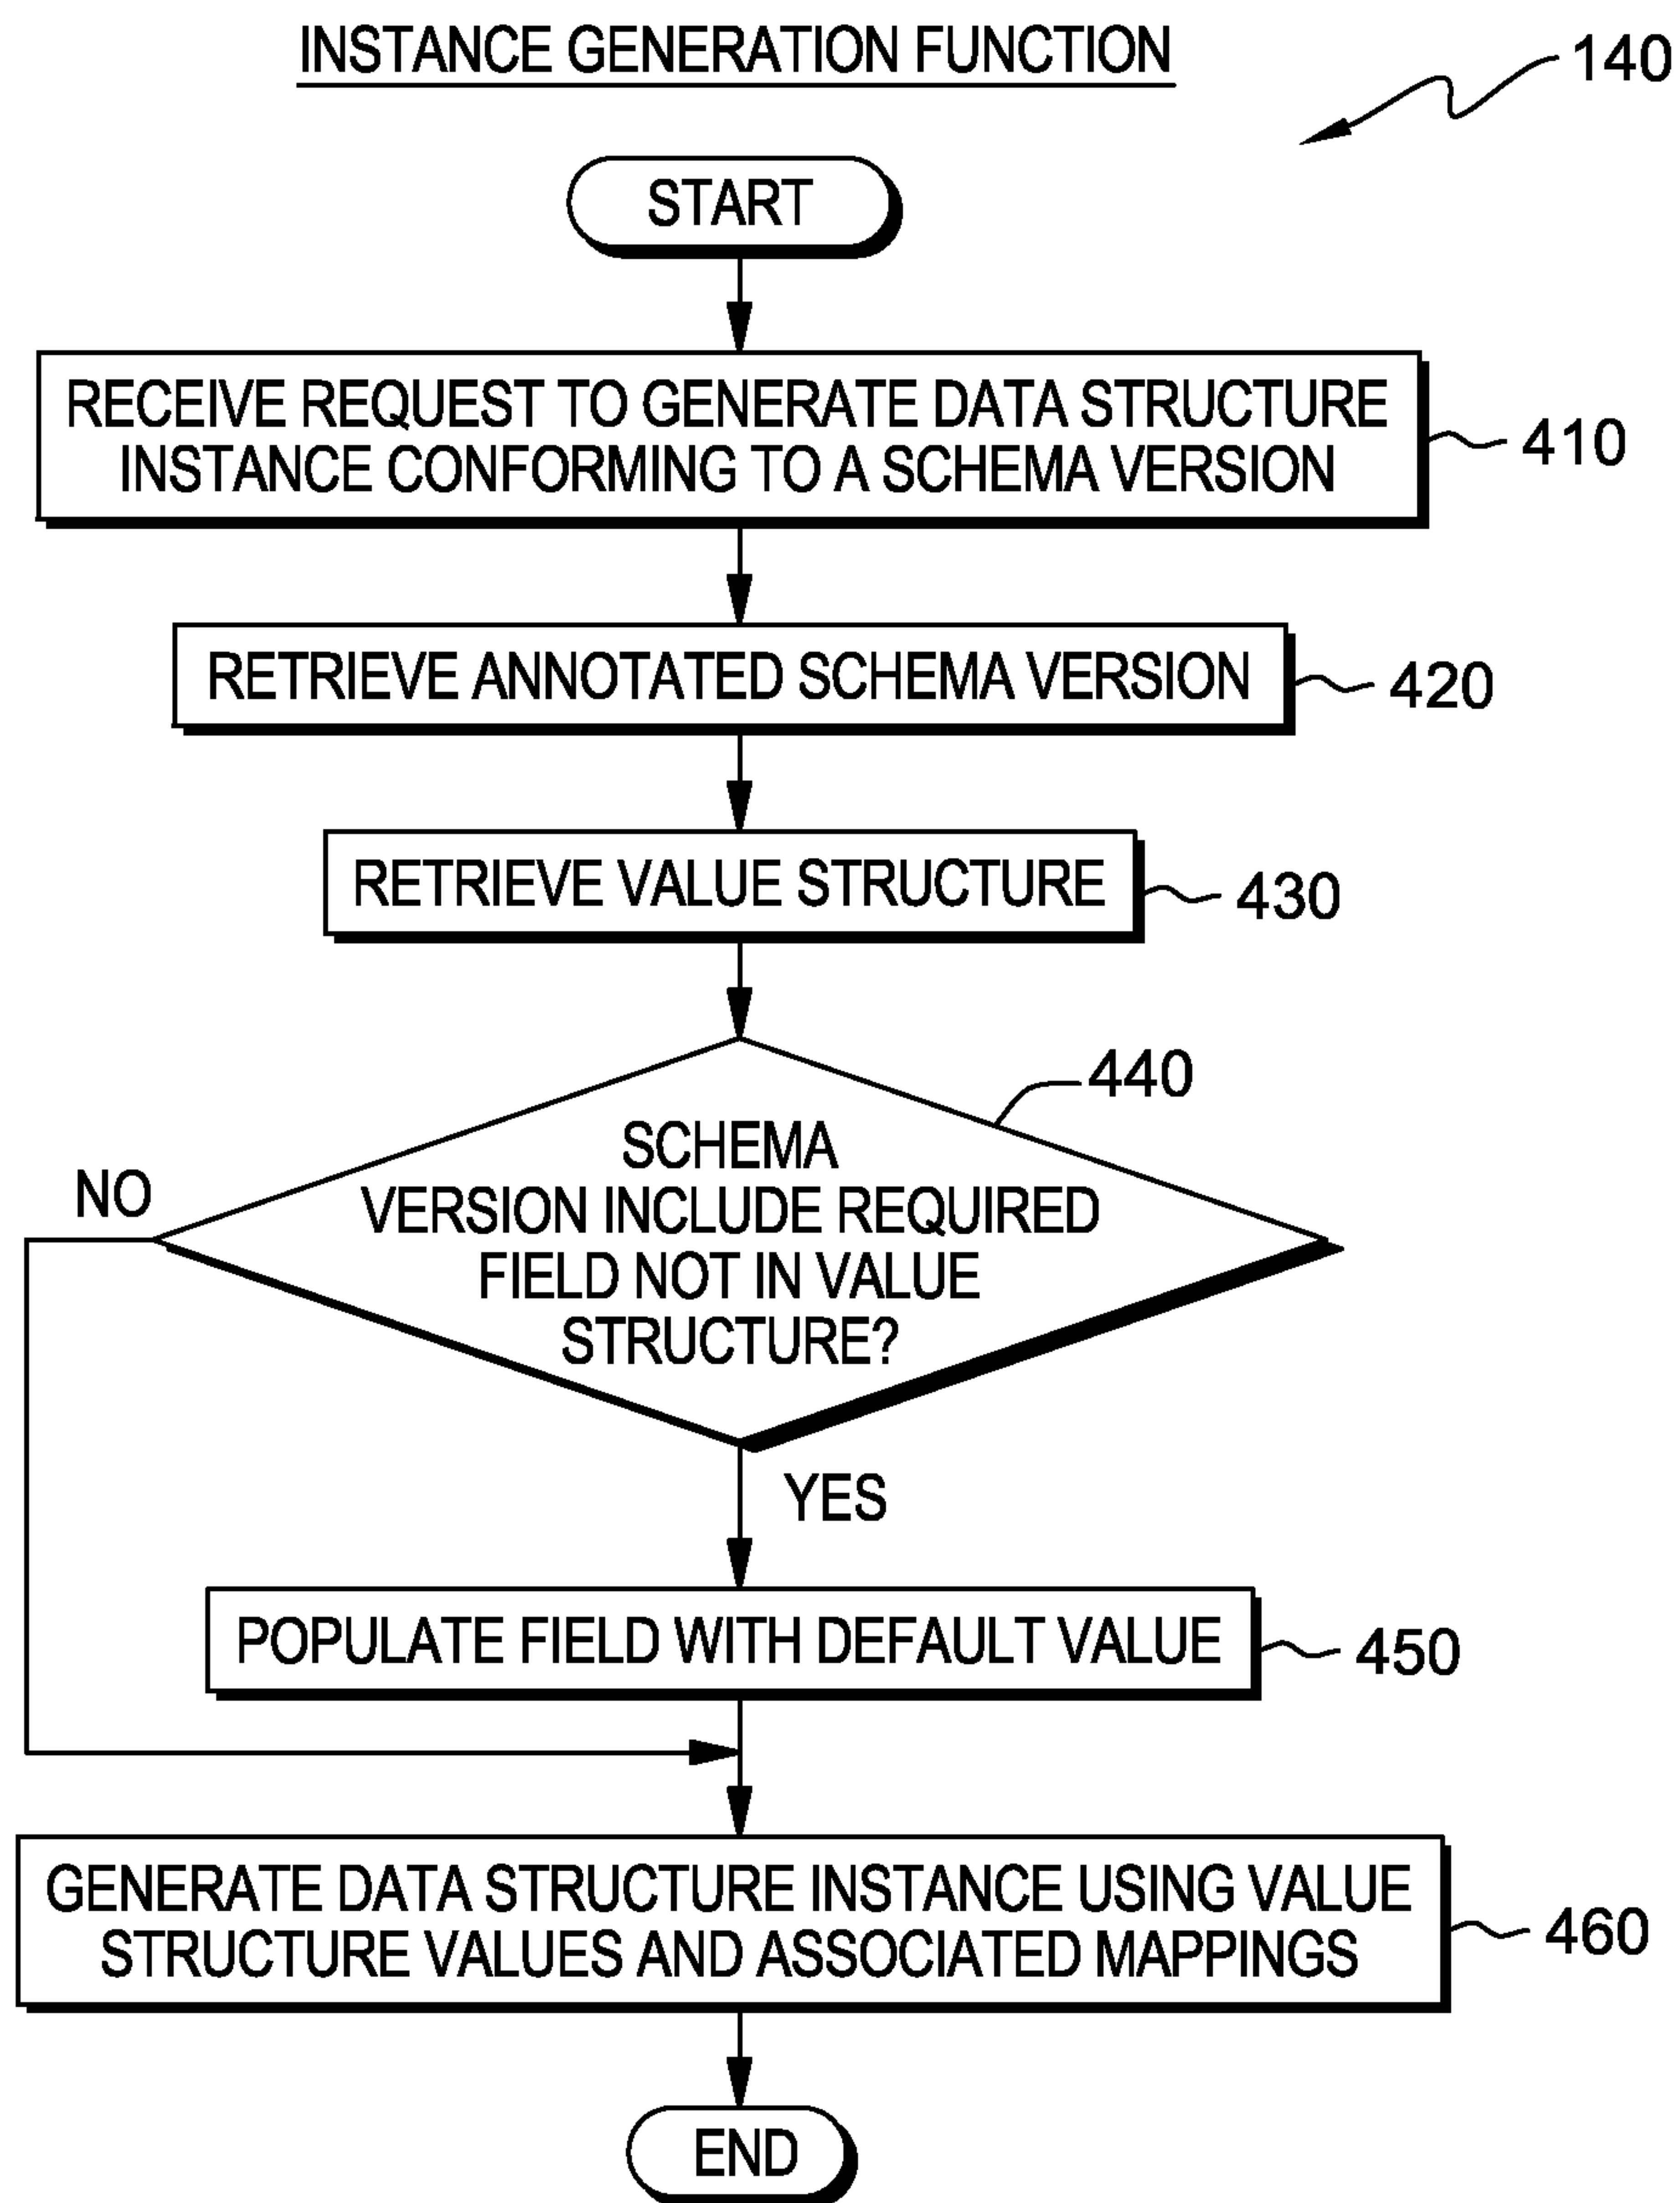 INSTANCE GENERATION FUNCTION
140
START
RECEIVE REQUEST TO GENERATE DATA STRUCTURE
INSTANCE CONFORMING TO A SCHEMA VERSION
410
RETRIEVE ANNOTATED SCHEMA VERSION
420
RETRIEVE VALUE STRUCTURE
430
440
SCHEMA
VERSION INCLUDE REQUIRED
FIELD NOT IN VALUE
STRUCTURE?
NO
YES
POPULATE FIELD WITH DEFAULT VALUE
450
GENERATE DATA STRUCTURE INSTANCE USING VALUE
STRUCTURE VALUES AND ASSOCIATED MAPPINGS
460
END